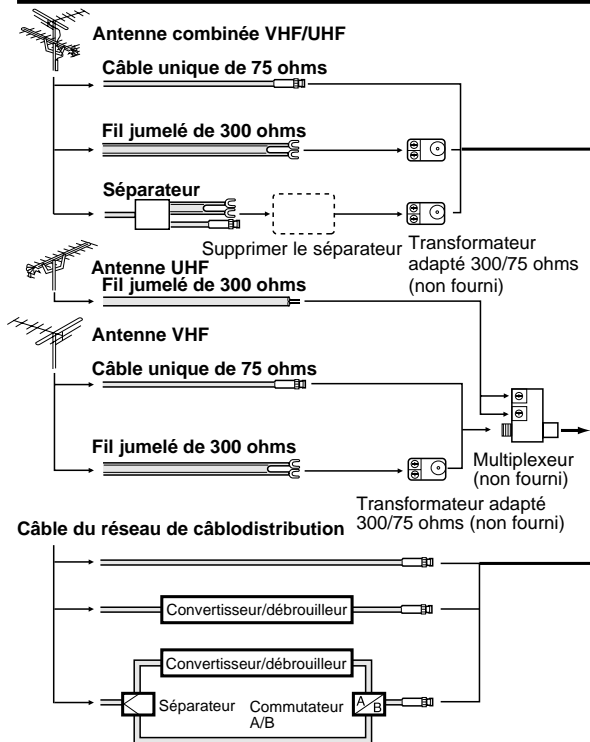 Antenne combinée VHF/UHF
Câble unique de 75 ohms
Fil jumelé de 300 ohms
Séparateur
Supprimer le séparateur
Transformateur
adapté 300/75 ohms
(non fourni)
Antenne UHF
Fil jumelé de 300 ohms
Antenne VHF
Câble unique de 75 ohms
Fil jumelé de 300 ohms
Multiplexeur
(non fourni)
Transformateur adapté
300/75 ohms (non fourni)
Câble du réseau de câblodistribution
Convertisseur/débrouilleur
Convertisseur/débrouilleur
Séparateur
Commutateur
A/B
A
B